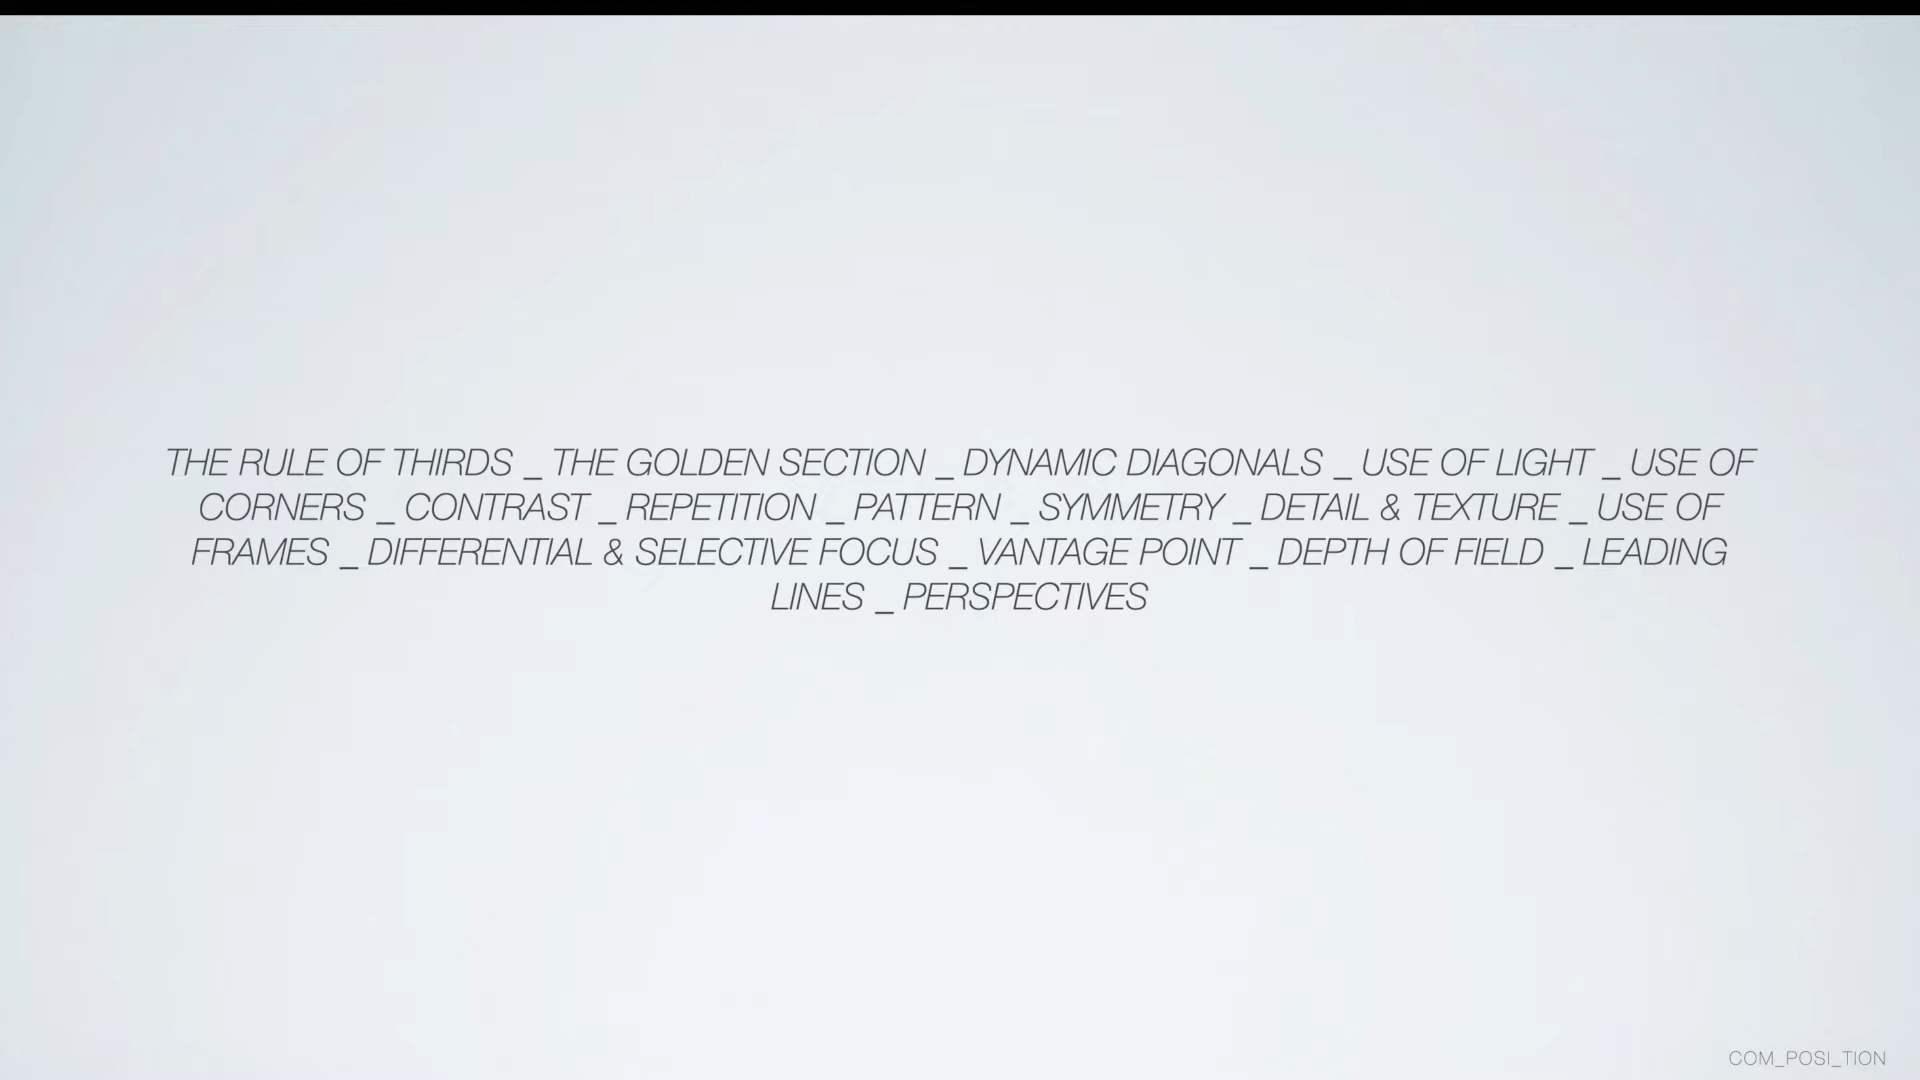 THE RULE OF THIRDS _ THE GOLDEN SECTION _ DYNAMIC DIAGONALS _ USE OF LIGHT _ USE OF
CORNERS _ CONTRAST _ REPETITION _ PATTERN _ SYMMETRY _ DETAIL & TEXTURE _ USE OF
FRAMES _ DIFFERENTIAL & SELECTIVE FOCUS _ VANTAGE POINT _ DEPTH OF FIELD _ LEADING
LINES _ PERSPECTIVES
COM_POSI_TION